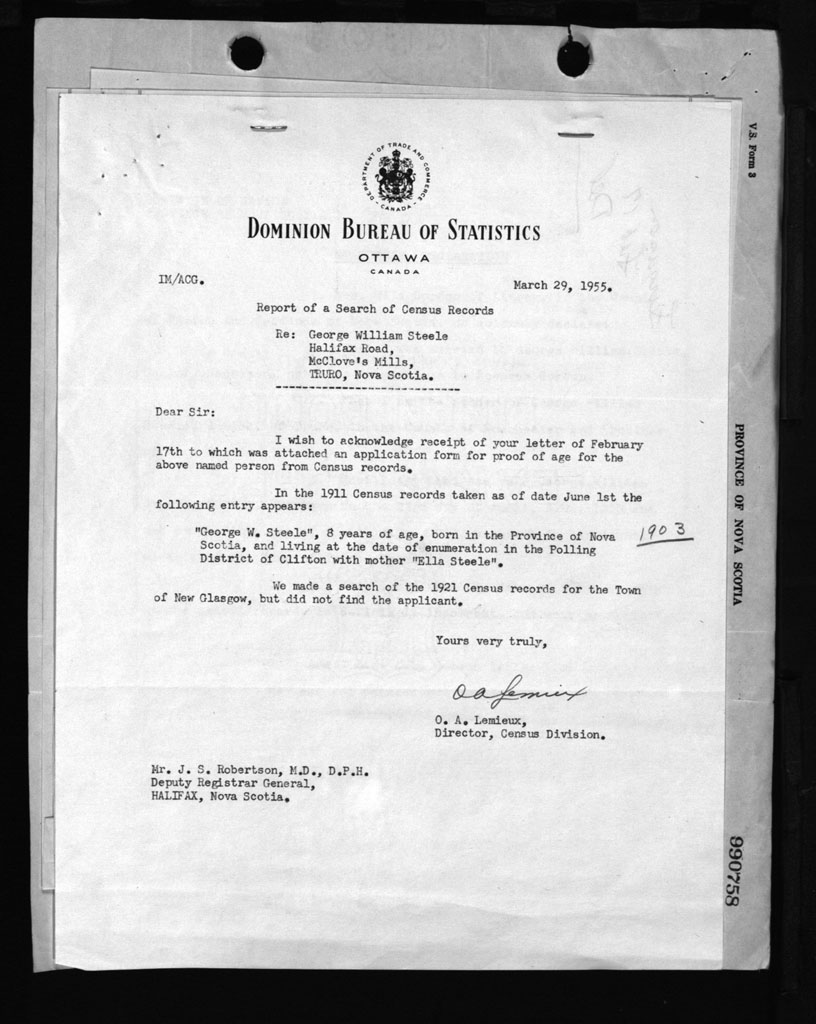 DEPARTMENT OF TRADE AND COMMERCE
- CANADA -
DOMINION BUREAU OF STATISTICS
OTTAWA
CANADA
IM/ACG.
March 29, 1955.
Report of a Search of Census Records
Re: George William Steele
Halifax Road,
McClove's Mills,
TRURO, Nova Scotia.
Dear Sir:
I wish to acknowledge receipt of your letter of February
17th to which was attached an application form for proof of age for the
above named person from Census records.
In the 1911 Census records taken as of date June 1st the
following entry appears:
"George W. Steele", 8 years of age, born in the Province of Nova
Scotia, and living at the date of enumeration in the Polling
District of Clifton with mother "Ella Steele".
1903
We made a search of the 1921 Census records for the Town
of New Glasgow, but did not find the applicant.
Yours very truly,
O A Lemieux
O. A. Lemieux,
Director, Census Division.
Mr. J. S. Robertson, M.D., D.P.H.
Deputy Registrar General,
HALIFAX, Nova Scotia.
V.S. Form 3
PROVINCE OF NOVA SCOTIA
990758